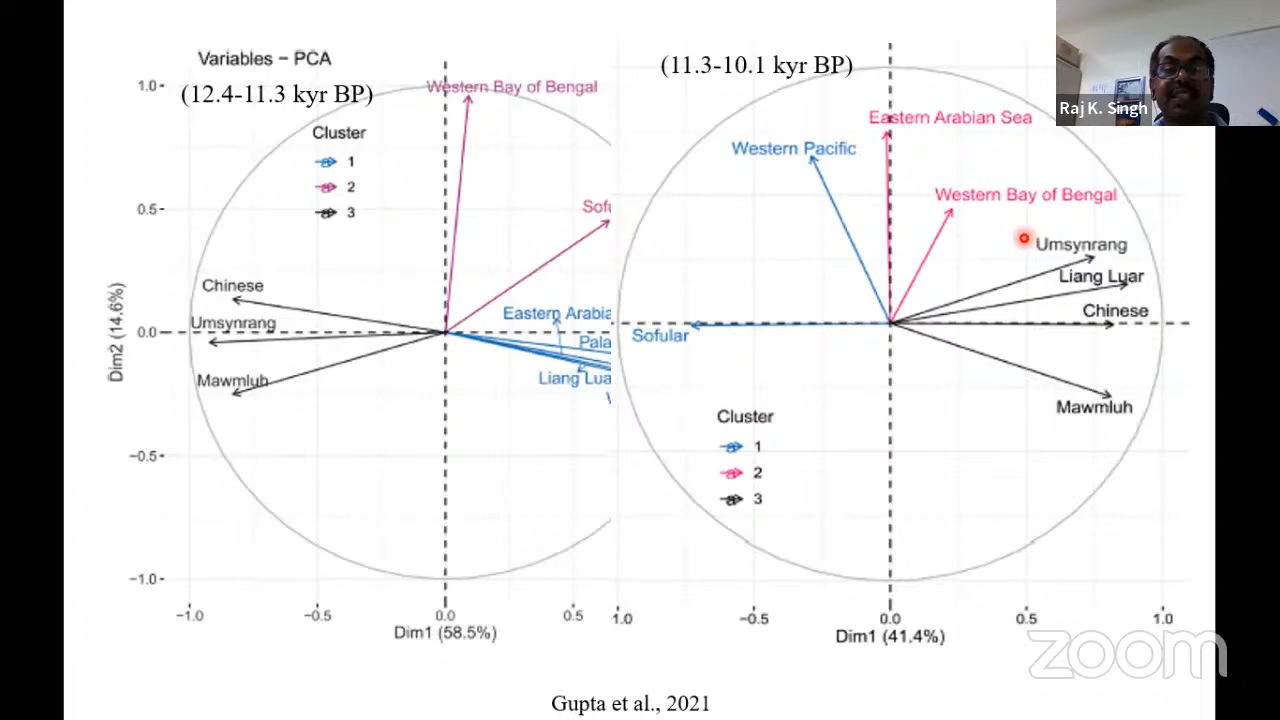 Variables − PCA
(12.4-11.3 kyr BP)
Cluster
1
2
3
Western Bay of Bengal
Sofu
Chinese
Umsynrang
Mawmluh
Eastern Arabia
Pala
Liang Lua
Dim2 (14.6%)
1.0
0.5
0.0
−0.5
−1.0
−1.0
−0.5
0.0
0.5
Dim1 (58.5%)
(11.3-10.1 kyr BP)
Eastern Arabian Sea
Western Pacific
Western Bay of Bengal
Umsynrang
Liang Luar
Chinese
Sofular
Mawmluh
Cluster
1
2
3
1.0
−0.5
0.0
0.5
1.0
Dim1 (41.4%)
Raj K. Singh
zoom
Gupta et al., 2021